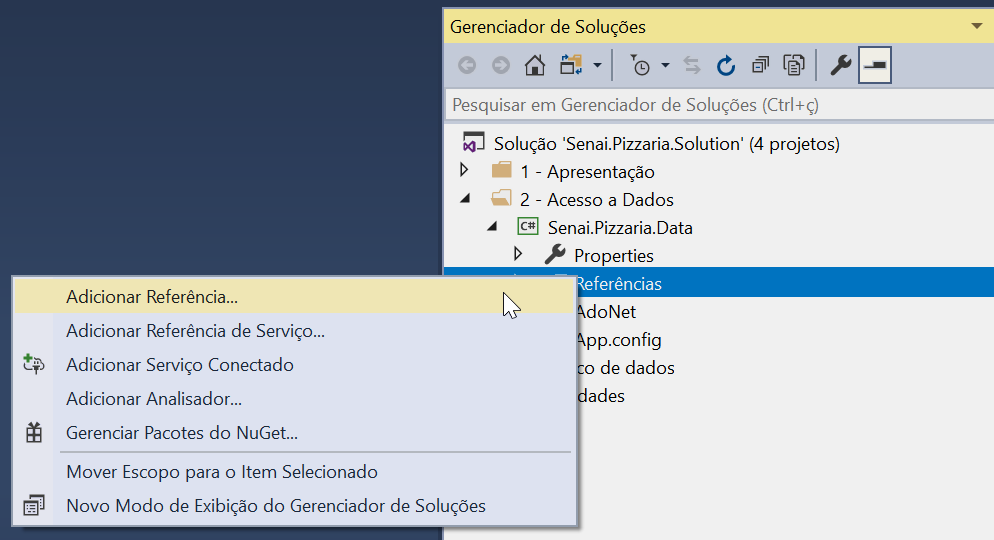 Gerenciador de Soluções
Pesquisar em Gerenciador de Soluções (Ctrl+ç)
Solução 'Senai.Pizzaria.Solution' (4 projetos)
1 - Apresentação
2 - Acesso a Dados
C# Senai.Pizzaria.Data
Properties
Referências
AdoNet
App.config
co de dados
dades
Adicionar Referência...
Adicionar Referência de Serviço...
Adicionar Serviço Conectado
Adicionar Analisador...
Gerenciar Pacotes do NuGet...
Mover Escopo para o Item Selecionado
Novo Modo de Exibição do Gerenciador de Soluções